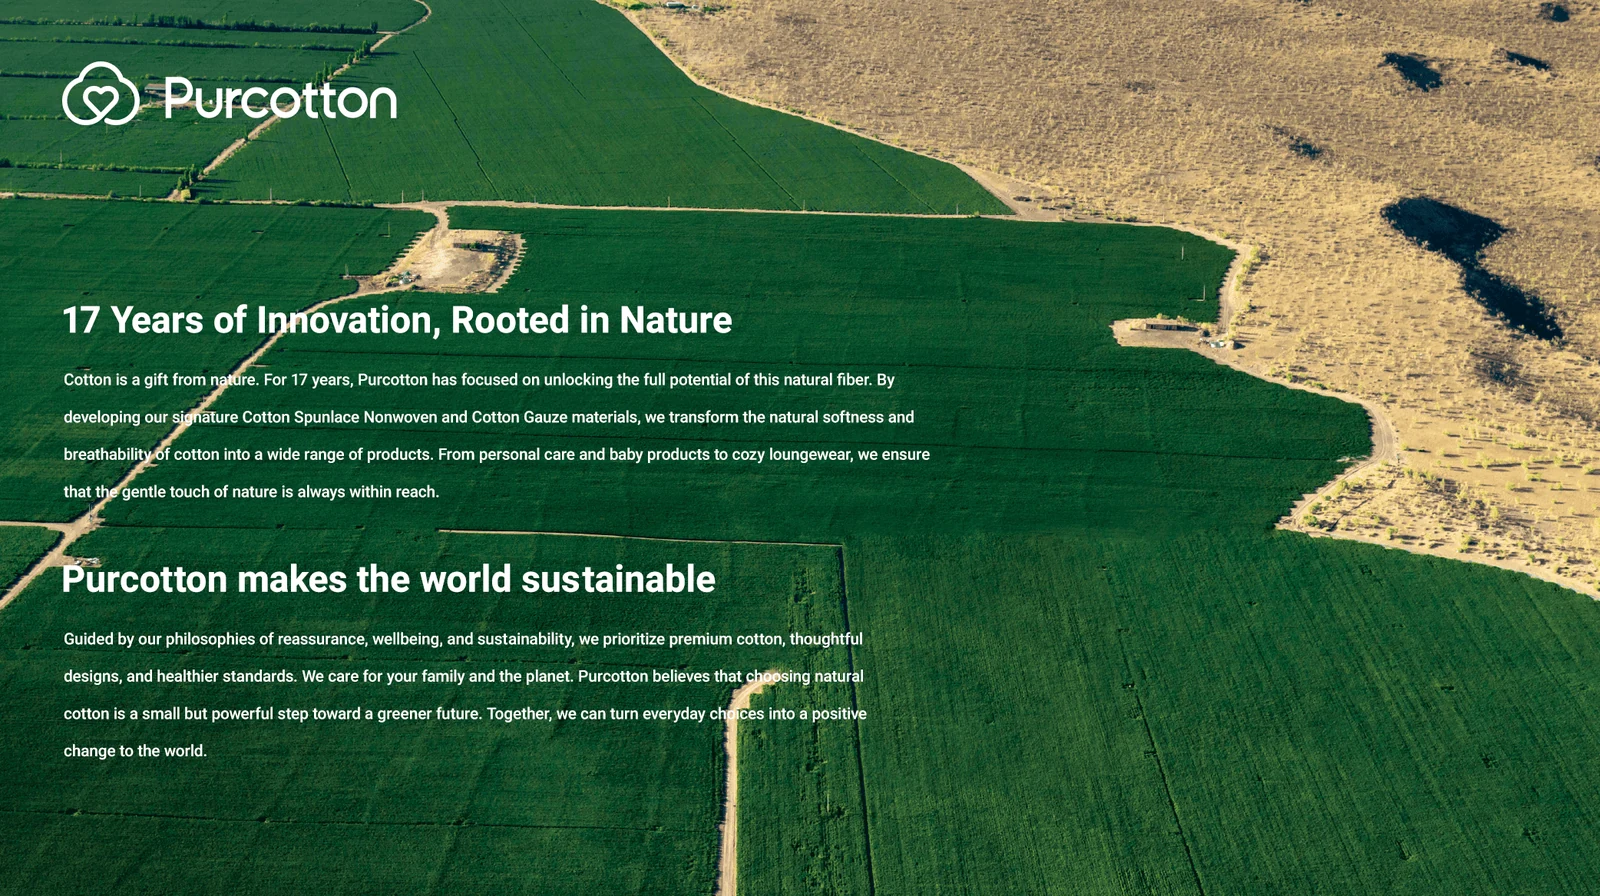 Purcotton
17 Years of Innovation, Rooted in Nature
Cotton is a gift from nature. For 17 years, Purcotton has focused on unlocking the full potential of this natural fiber. By
developing our signature Cotton Spunlace Nonwoven and Cotton Gauze materials, we transform the natural softness and
breathability of cotton into a wide range of products. From personal care and baby products to cozy loungewear, we ensure
that the gentle touch of nature is always within reach.
Purcotton makes the world sustainable
Guided by our philosophies of reassurance, wellbeing, and sustainability, we prioritize premium cotton, thoughtful
designs, and healthier standards. We care for your family and the planet. Purcotton believes that choosing natural
cotton is a small but powerful step toward a greener future. Together, we can turn everyday choices into a positive
change to the world.